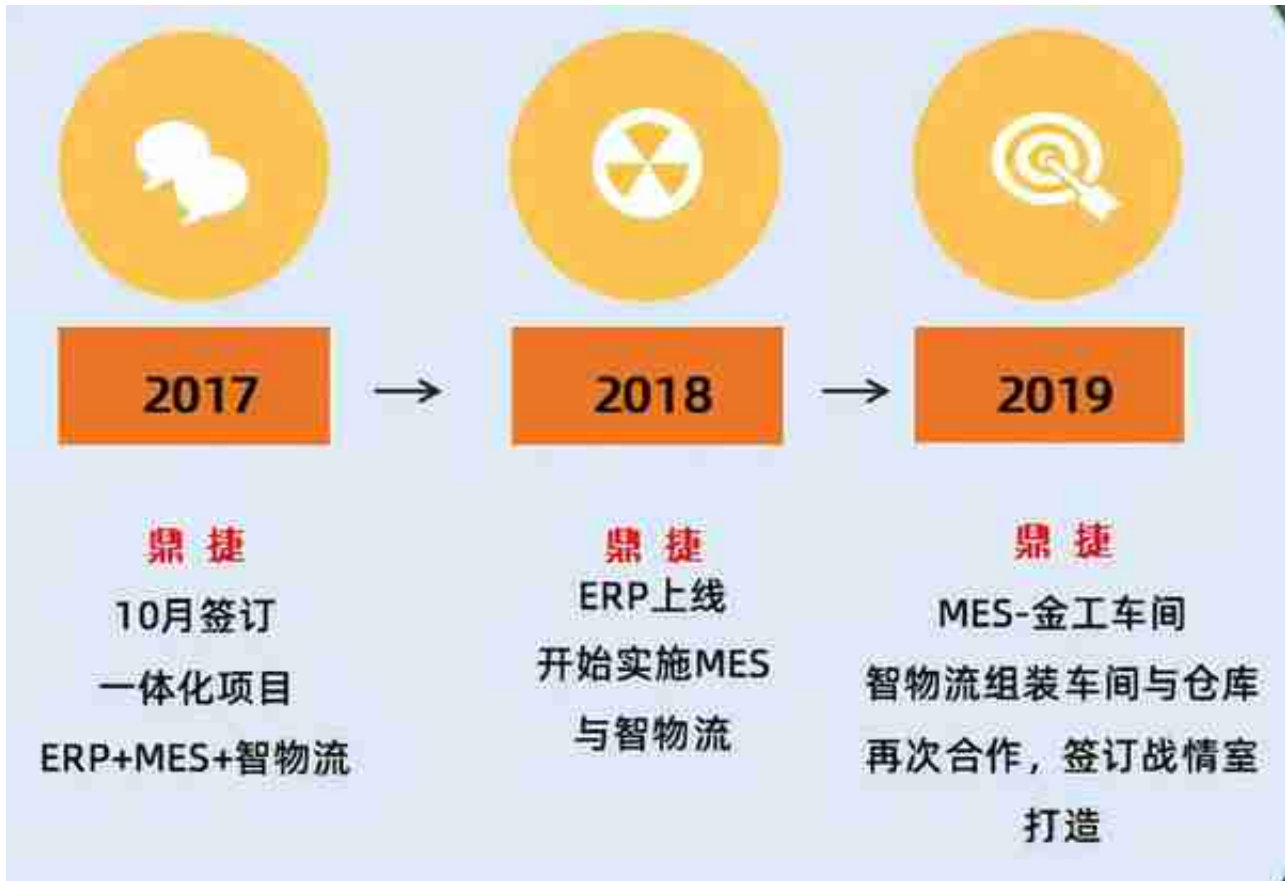 2017
鼎捷
10月签订
一体化项目
ERP+MES+智物流
→
2018
鼎捷
ERP上线
开始实施MES
与智物流
→
2019
鼎捷
MES-金工车间
智物流组装车间与仓库
再次合作，签订战情室
打造